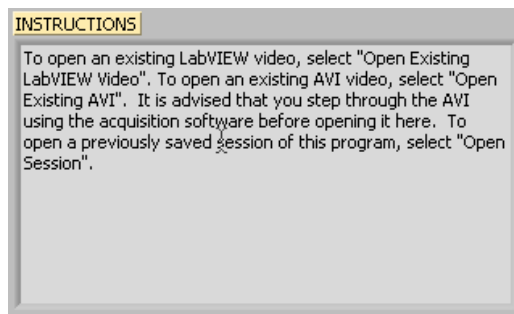 INSTRUCTIONS
To open an existing LabVIEW video, select "Open Existing
LabVIEW Video". To open an existing AVI video, select "Open
Existing AVI".  It is advised that you step through the AVI
using the acquisition software before opening it here.  To
open a previously saved session of this program, select "Open
Session".